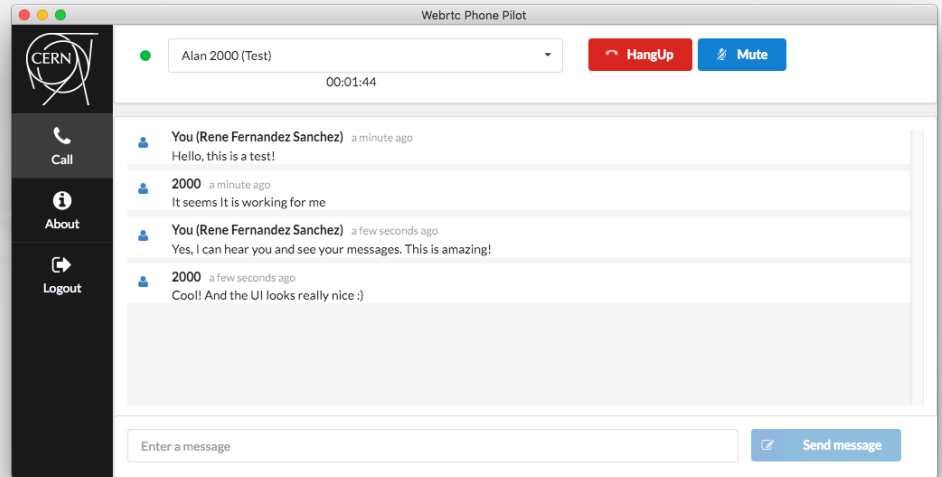 Webrtc Phone Pilot
CERN
Alan 2000 (Test)
HangUp
Mute
00:01:44
Call
About
Logout
You (Rene Fernandez Sanchez) a minute ago
Hello, this is a test!
2000 a minute ago
It seems It is working for me
You (Rene Fernandez Sanchez) a few seconds ago
Yes, I can hear you and see your messages. This is amazing!
2000 a few seconds ago
Cool! And the UI looks really nice :)
Enter a message
Send message